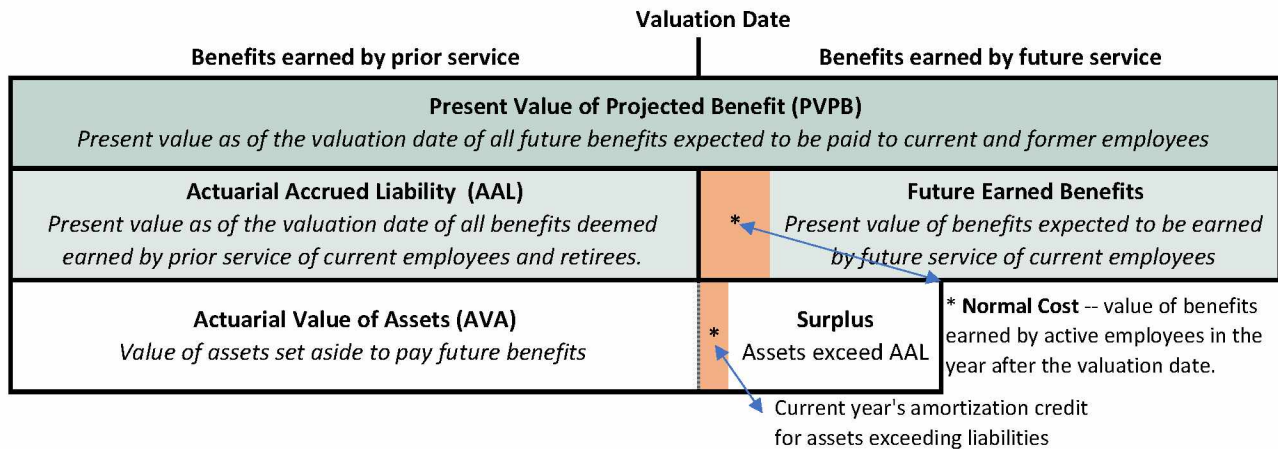 Valuation Date
Benefits earned by prior service
Benefits earned by future service
Present Value of Projected Benefit (PVPB)
Present value as of the valuation date of all future benefits expected to be paid to current and former employees
Actuarial Accrued Liability (AAL)
Present value as of the valuation date of all benefits deemed
earned by prior service of current employees and retirees.
*
Future Earned Benefits
Present value of benefits expected to be earned
by future service of current employees
Actuarial Value of Assets (AVA)
Value of assets set aside to pay future benefits
*
Surplus
Assets exceed AAL
* Normal Cost -- value of benefits
earned by active employees in the
year after the valuation date.
Current year's amortization credit
for assets exceeding liabilities